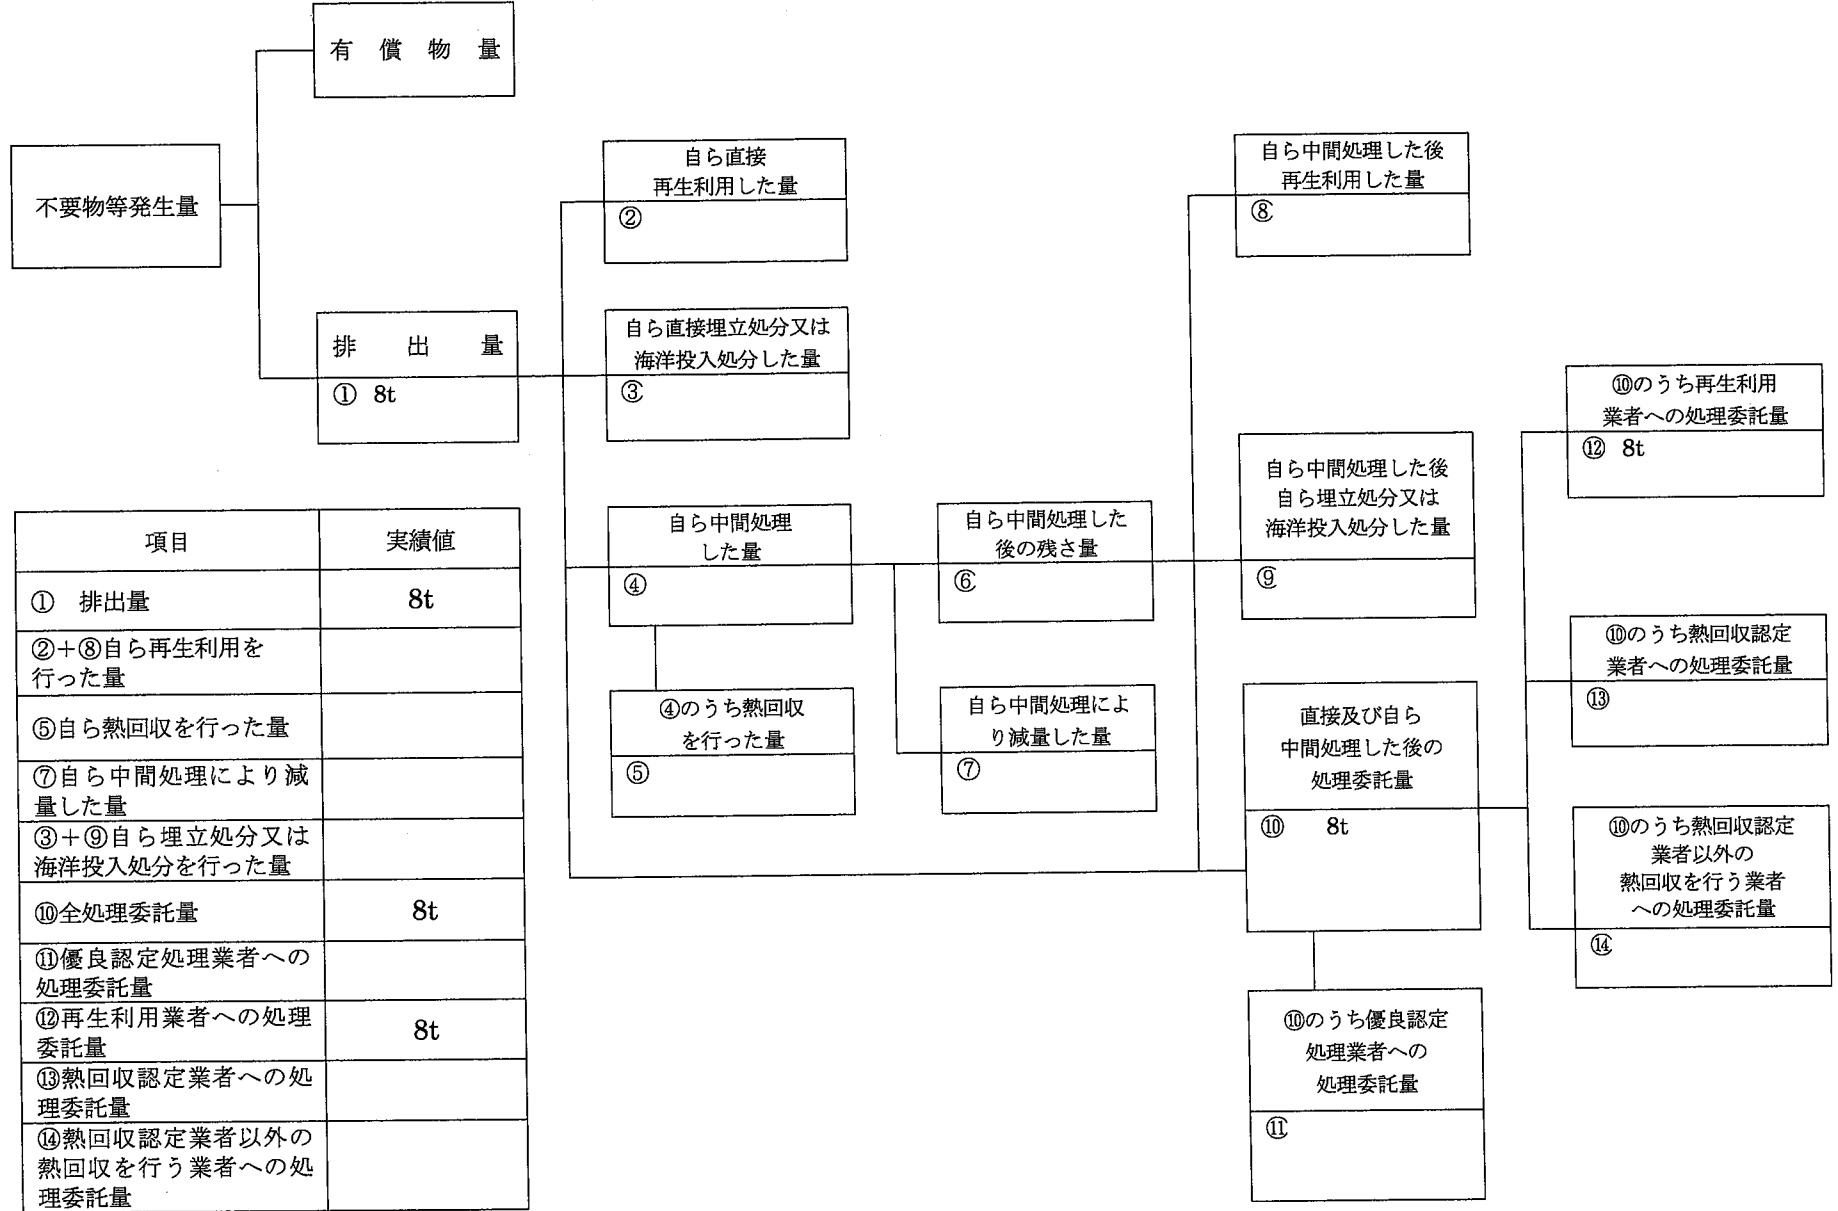 有償物量
不要物等発生量
排出量
① 8t
自ら直接
再生利用した量
②
自ら直接埋立処分又は
海洋投入処分した量
③
自ら中間処理
した量
④
④のうち熱回収
を行った量
⑤
自ら中間処理した
後の残さ量
⑥
自ら中間処理によ
り減量した量
⑦
自ら中間処理した後
再生利用した量
⑧
自ら中間処理した後
自ら埋立処分又は
海洋投入処分した量
⑨
直接及び自ら
中間処理した後の
処理委託量
⑩ 8t
⑩のうち優良認定
処理業者への
処理委託量
⑪
⑩のうち再生利用
業者への処理委託量
⑫ 8t
⑩のうち熱回収認定
業者への処理委託量
⑬
⑩のうち熱回収認定
業者以外の
熱回収を行う業者
への処理委託量
⑭
項目 実績値
① 排出量 8t
②+⑧自ら再生利用を
行った量
⑤自ら熱回収を行った量
⑦自ら中間処理により減
量した量
③+⑨自ら埋立処分又は
海洋投入処分を行った量
⑩全処理委託量 8t
⑪優良認定処理業者への
処理委託量
⑫再生利用業者への処理
委託量 8t
⑬熱回収認定業者への処
理委託量
⑭熱回収認定業者以外の
熱回収を行う業者への処
理委託量